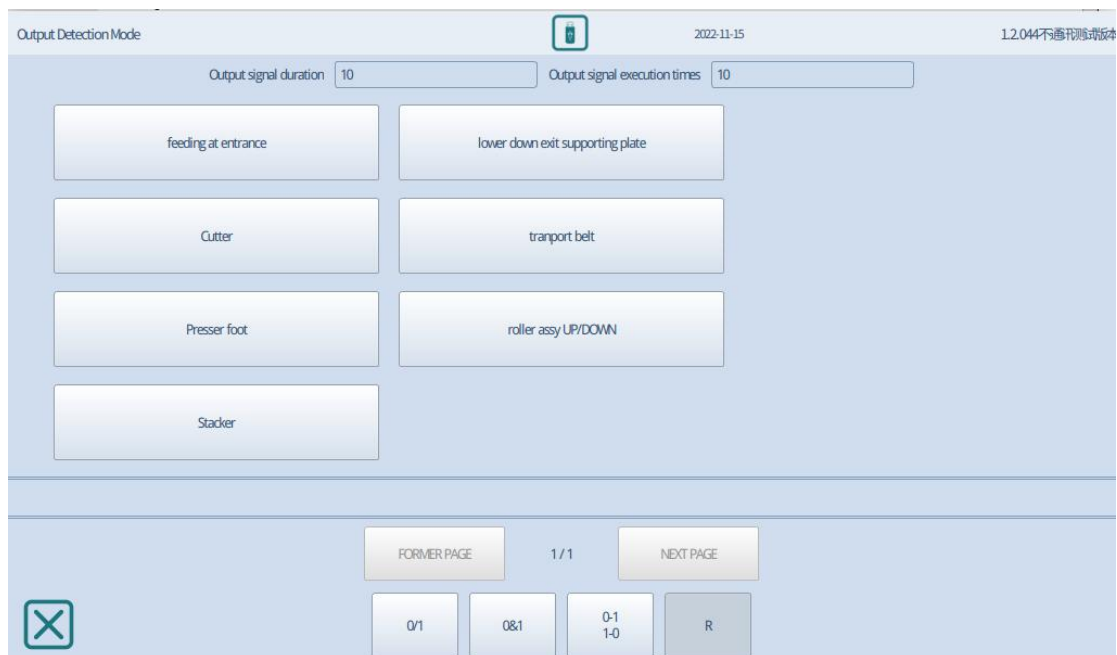 Output Detection Mode
2022-11-15
1.2.044不通讯测试版本
Output signal duration 10 Output signal execution times 10
feeding at entrance lower down exit supporting plate
Cutter tranport belt
Presser foot roller assy UP/DOWN
Stacker
FORMER PAGE 1 / 1 NEXT PAGE
0/1 0&1 0-1 R
1-0